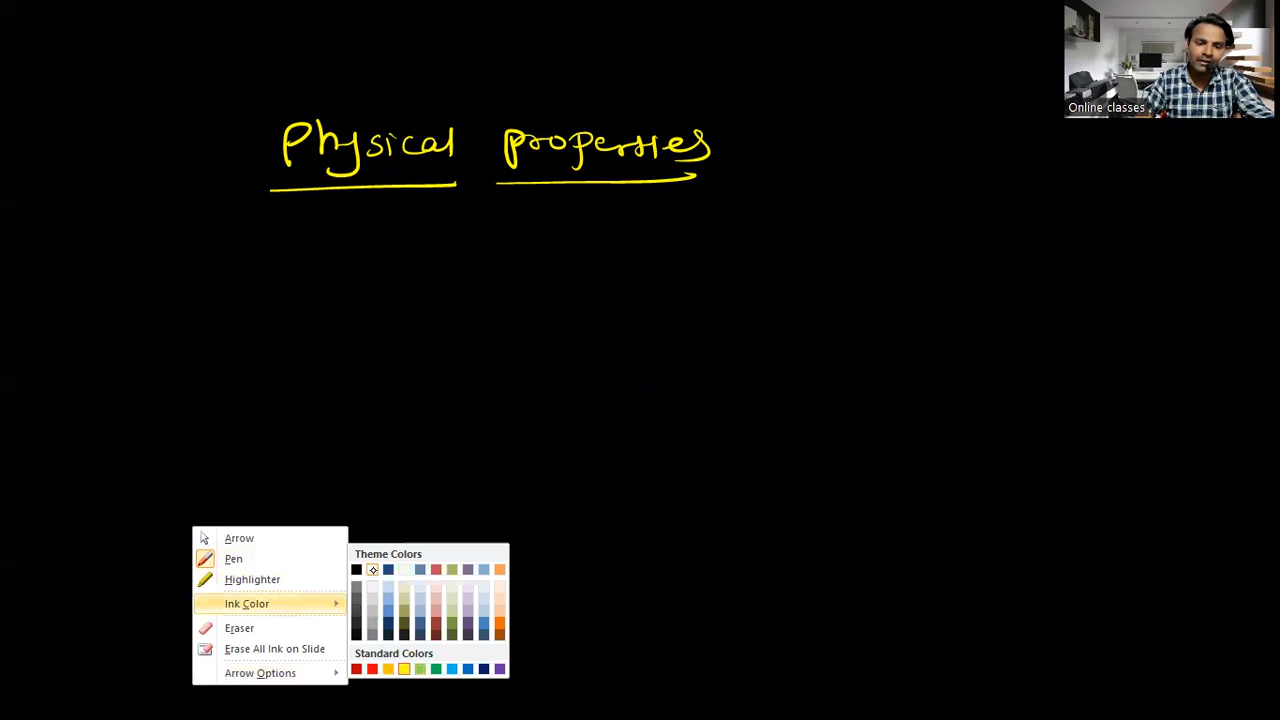 Online classes
Physical properties
Arrow
Pen
Highlighter
Ink Color
Eraser
Erase All Ink on Slide
Arrow Options
Theme Colors
Standard Colors